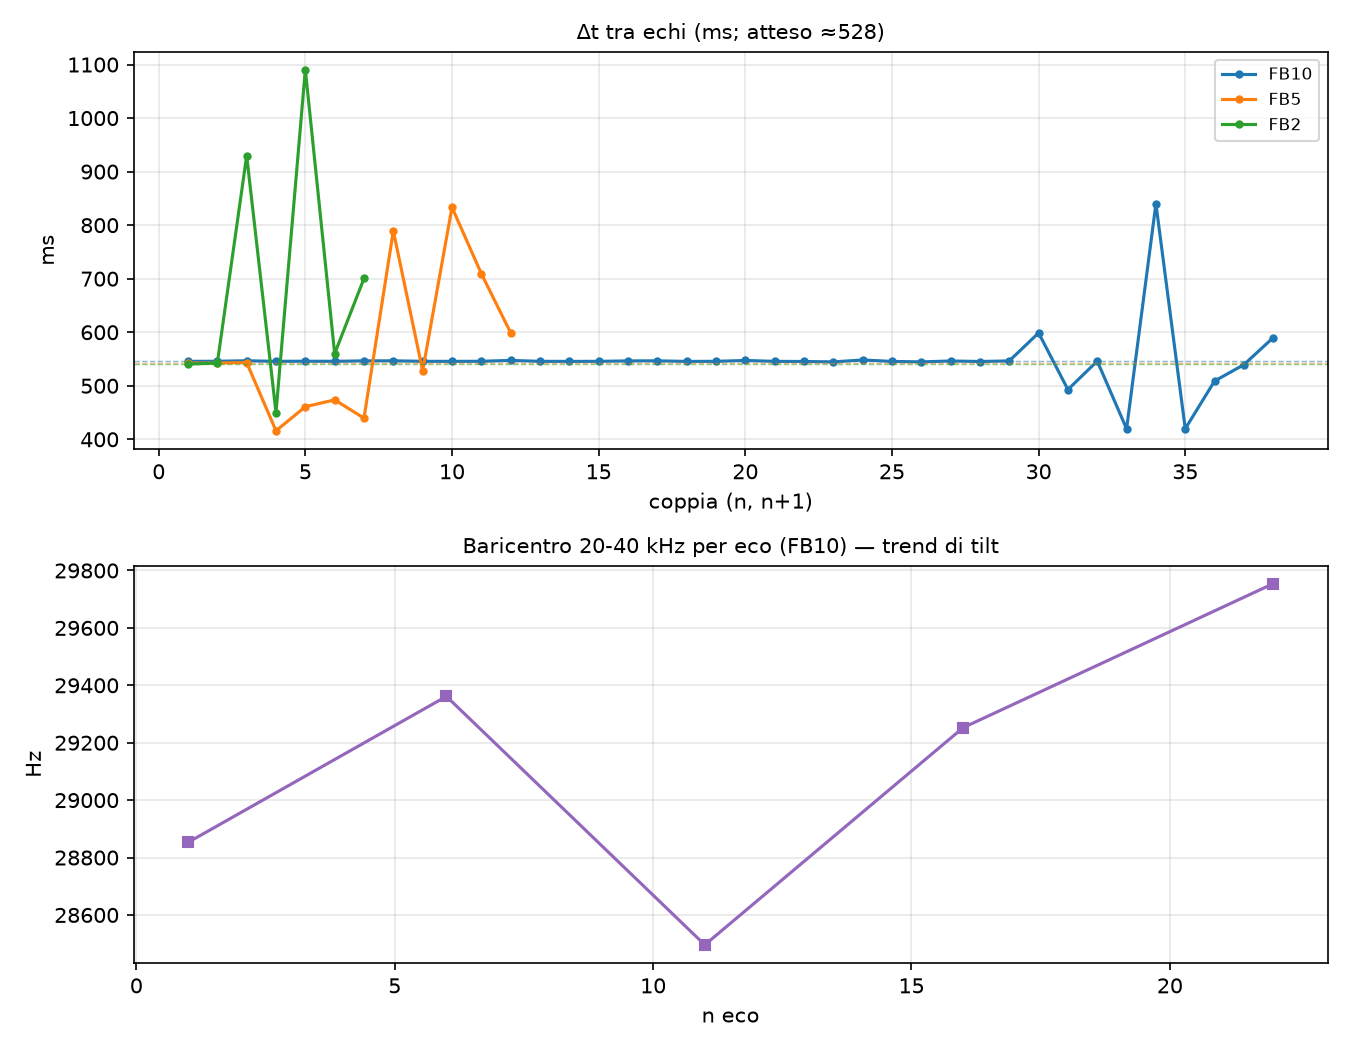 Δt tra echi (ms; atteso ≈528)
1100
1000
900
800
700
600
500
400
ms
FB10
FB5
FB2
0 5 10 15 20 25 30 35
coppia (n, n+1)
Baricentro 20-40 kHz per eco (FB10) — trend di tilt
29800
29600
29400
29200
29000
28800
28600
Hz
0 5 10 15 20
n eco